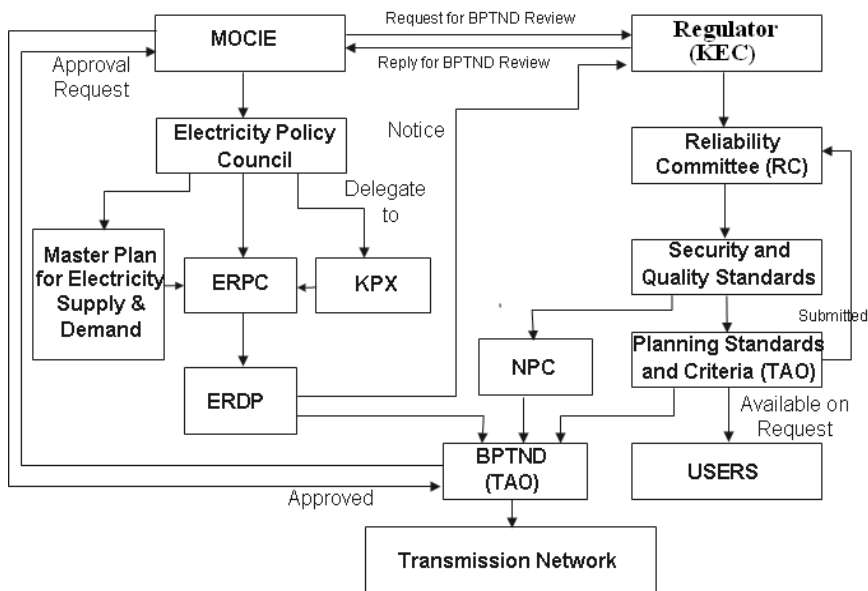 MOCIE
Request for BPTND Review
Reply for BPTND Review
Regulator
(KEC)
Approval
Request
Notice
Electricity Policy
Council
Reliability
Committee (RC)
Delegate
to
Master Plan
for Electricity
Supply &
Demand
ERPC
KPX
Security and
Quality Standards
Submitted
NPC
Planning Standards
and Criteria (TAO)
ERDP
Available on
Request
BPTND
(TAO)
USERS
Approved
Transmission Network